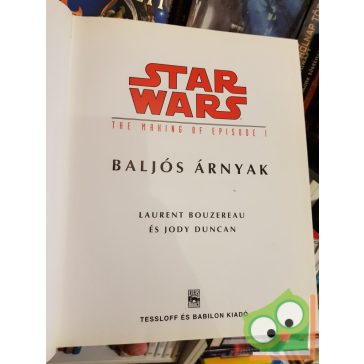 STAR
WARS
THE MAKING OF EPISODE I
BALJÓS ÁRNYAK
LAURENT BOUZEREAU
ÉS JODY DUNCAN
TESSLOFF ÉS BABILON KIADÓ